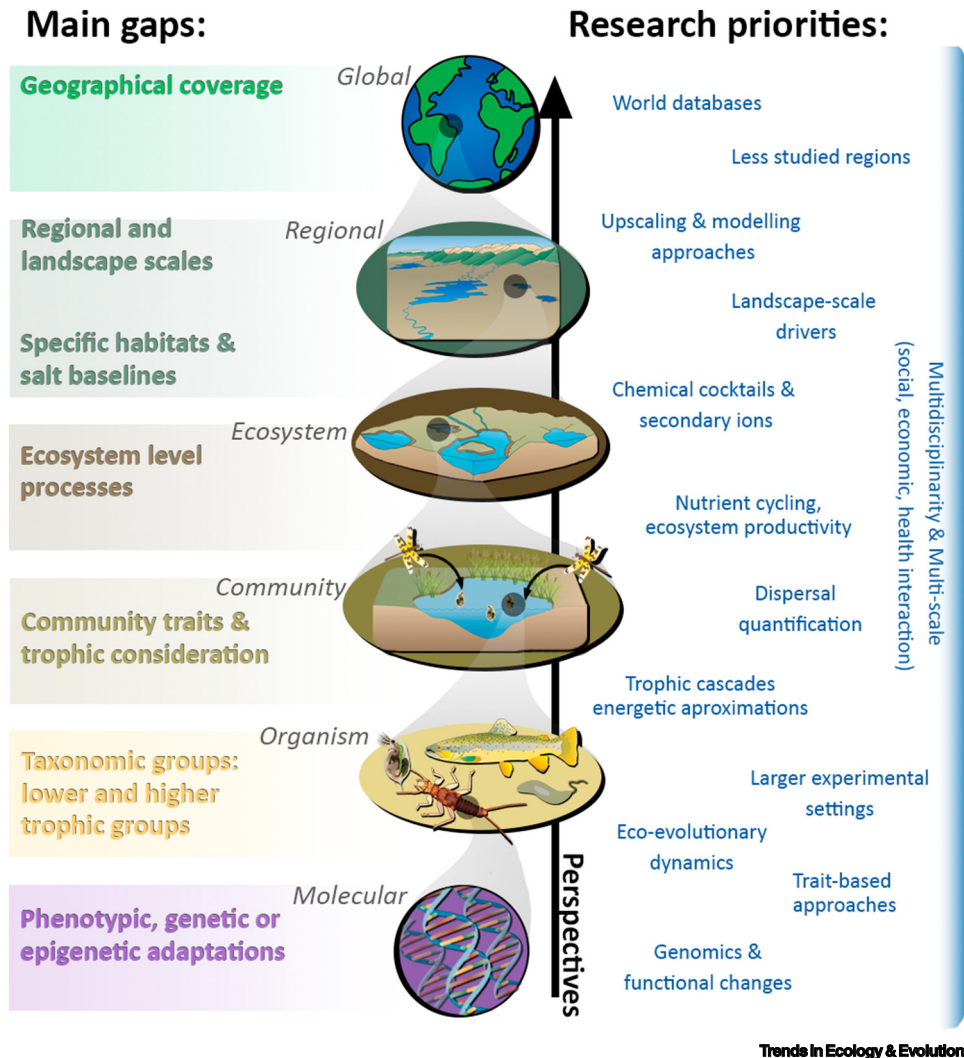 Main gaps:
Research priorities:
Geographical coverage
Regional and
landscape scales
Specific habitats &
salt baselines
Ecosystem level
processes
Community traits &
trophic consideration
Taxonomic groups:
lower and higher
trophic groups
Phenotypic, genetic or
epigenetic adaptations
Global
Regional
Ecosystem
Community
Organism
Molecular
Perspectives
World databases
Less studied regions
Upscaling & modelling
approaches
Landscape-scale
drivers
Chemical cocktails &
secondary ions
Nutrient cycling,
ecosystem productivity
Dispersal
quantification
Trophic cascades
energetic aproximations
Larger experimental
settings
Eco-evolutionary
dynamics
Trait-based
approaches
Genomics &
functional changes
Multidisciplinarity & Multi-scale
(social, economic, health interaction)
Trends in Ecology & Evolution